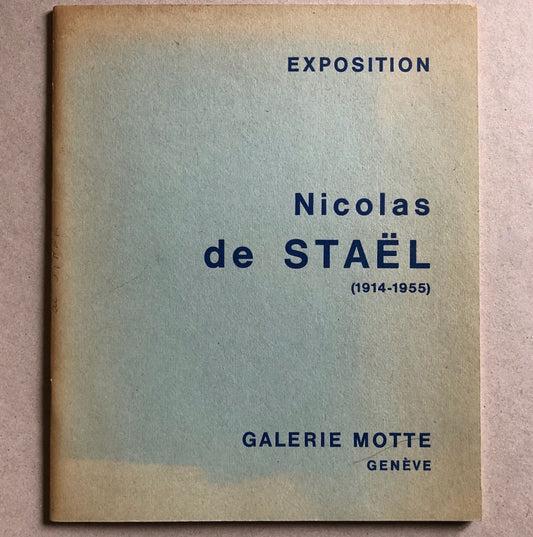 EXPOSITION
Nicolas
de STAËL
(1914-1955)
GALERIE MOTTE
GENÈVE